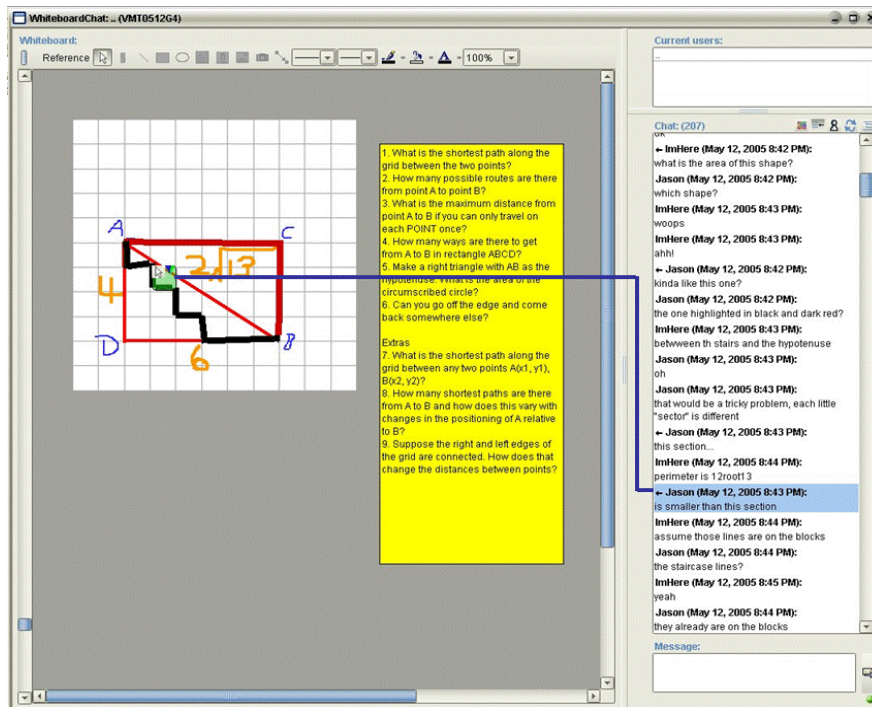 WhiteboardChat: .. (VMT0512G4)
Whiteboard:
Reference
100%
A
C
2√13
4
D
6
B
1. What is the shortest path along the
grid between the two points?
2. How many possible routes are there
from point A to point B?
3. What is the maximum distance from
point A to B if you can only travel on
each POINT once?
4. How many ways are there to get
from A to B in rectangle ABCD?
5. Make a right triangle with AB as the
hypotenuse. What is the area of the
circumscribed circle?
6. Can you go off the edge and come
back somewhere else?
Extras
7. What is the shortest path along the
grid between any two points A(x1, y1),
B(x2, y2)?
8. How many shortest paths are there
from A to B and how does this vary with
changes in the positioning of A relative
to B?
9. Suppose the right and left edges of
the grid are connected. How does that
change the distances between points?
Current users:
..
Chat: (207)
ok
← ImHere (May 12, 2005 8:42 PM):
what is the area of this shape?
Jason (May 12, 2005 8:42 PM):
which shape?
ImHere (May 12, 2005 8:43 PM):
woops
ImHere (May 12, 2005 8:43 PM):
ahh!
← Jason (May 12, 2005 8:42 PM):
kinda like this one?
Jason (May 12, 2005 8:42 PM):
the one highlighted in black and dark red?
ImHere (May 12, 2005 8:43 PM):
betwween th stairs and the hypotenuse
Jason (May 12, 2005 8:43 PM):
oh
Jason (May 12, 2005 8:43 PM):
that would be a tricky problem, each little
"sector" is different
← Jason (May 12, 2005 8:43 PM):
this section...
ImHere (May 12, 2005 8:44 PM):
perimeter is 12root13
← Jason (May 12, 2005 8:43 PM):
is smaller than this section
ImHere (May 12, 2005 8:44 PM):
assume those lines are on the blocks
Jason (May 12, 2005 8:44 PM):
the staircase lines?
ImHere (May 12, 2005 8:45 PM):
yeah
Jason (May 12, 2005 8:44 PM):
they already are on the blocks
Message: